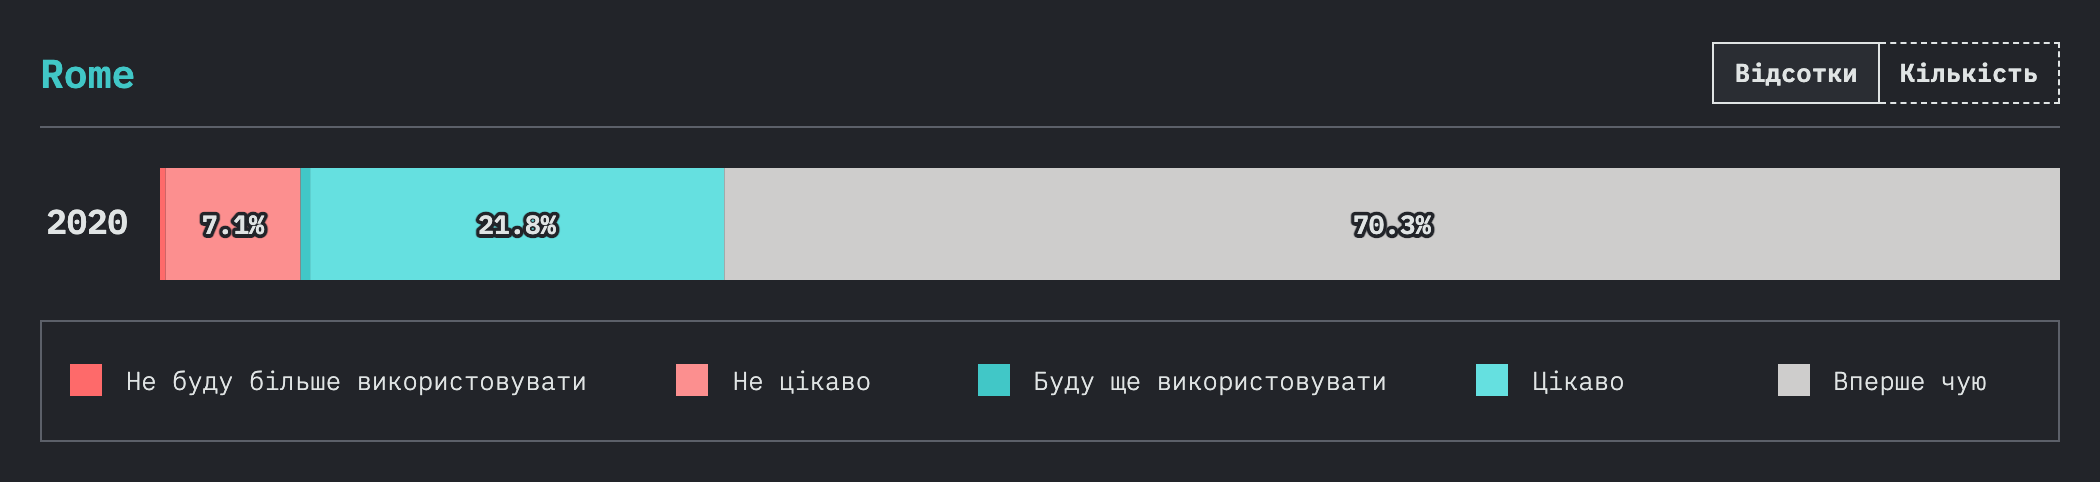 Rome
Відсотки Кількість
2020 7.1% 21.8% 70.3%
Не буду більше використовувати Не цікаво Буду ще використовувати Цікаво Вперше чую